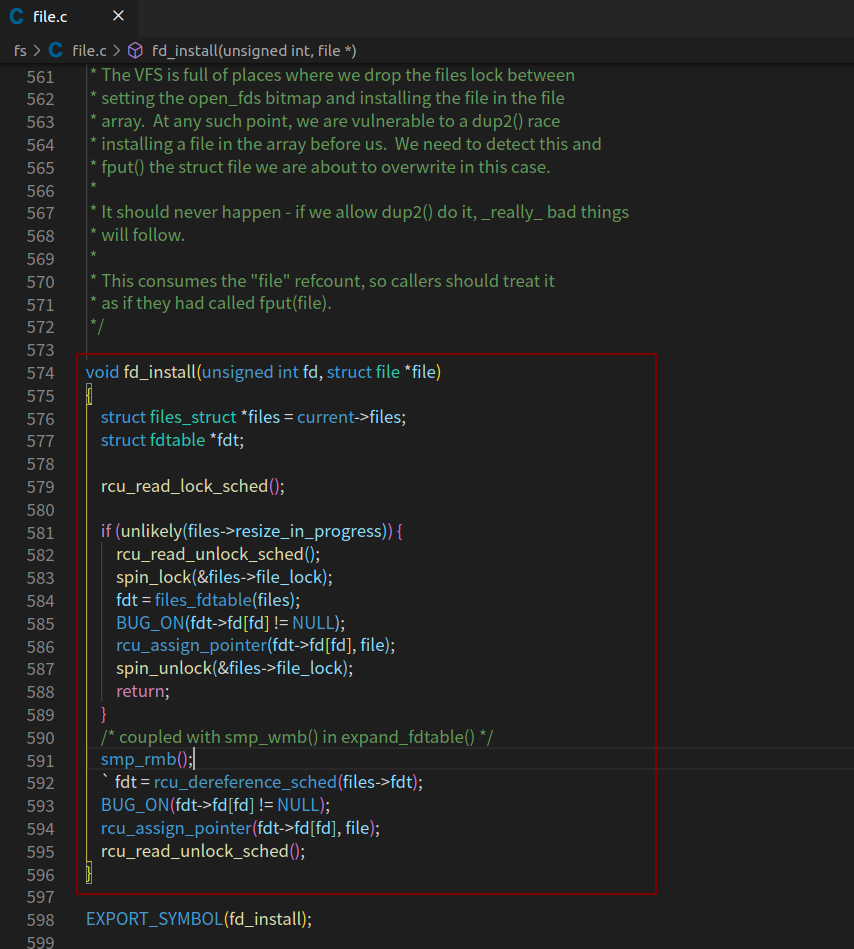 file.c ×
fs > C file.c > fd_install(unsigned int, file *)
561 * The VFS is full of places where we drop the files lock between
562 * setting the open_fds bitmap and installing the file in the file
563 * array.  At any such point, we are vulnerable to a dup2() race
564 * installing a file in the array before us.  We need to detect this and
565 * fput() the struct file we are about to overwrite in this case.
566 *
567 * It should never happen - if we allow dup2() do it, _really_ bad things
568 * will follow.
569 *
570 * This consumes the "file" refcount, so callers should treat it
571 * as if they had called fput(file).
572 */
573
574 void fd_install(unsigned int fd, struct file *file)
575 {
576 struct files_struct *files = current->files;
577 struct fdtable *fdt;
578
579 rcu_read_lock_sched();
580
581 if (unlikely(files->resize_in_progress)) {
582 rcu_read_unlock_sched();
583 spin_lock(&files->file_lock);
584 fdt = files_fdtable(files);
585 BUG_ON(fdt->fd[fd] != NULL);
586 rcu_assign_pointer(fdt->fd[fd], file);
587 spin_unlock(&files->file_lock);
588 return;
589 }
590 /* coupled with smp_wmb() in expand_fdtable() */
591 smp_rmb();
592 ` fdt = rcu_dereference_sched(files->fdt);
593 BUG_ON(fdt->fd[fd] != NULL);
594 rcu_assign_pointer(fdt->fd[fd], file);
595 rcu_read_unlock_sched();
596 }
597
598 EXPORT_SYMBOL(fd_install);
599